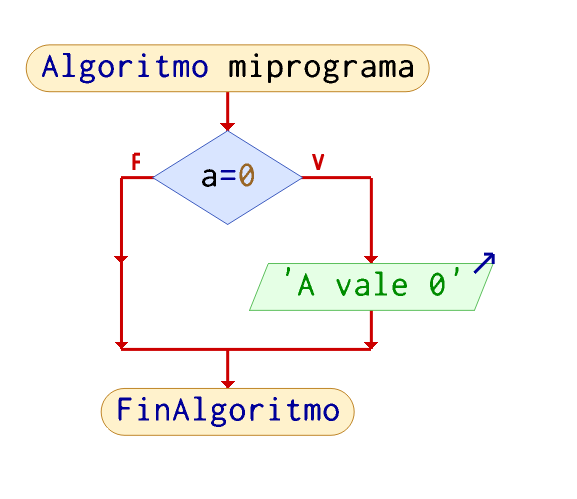 Algoritmo miprograma
F
V
a=0
'A vale 0'
FinAlgoritmo